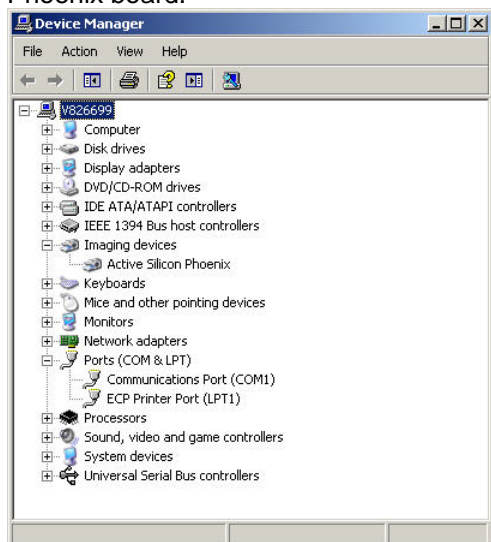 Phoenix board.
Device Manager
File Action View Help
V826699
Computer
Disk drives
Display adapters
DVD/CD-ROM drives
IDE ATA/ATAPI controllers
IEEE 1394 Bus host controllers
Imaging devices
Active Silicon Phoenix
Keyboards
Mice and other pointing devices
Monitors
Network adapters
Ports (COM & LPT)
Communications Port (COM1)
ECP Printer Port (LPT1)
Processors
Sound, video and game controllers
System devices
Universal Serial Bus controllers